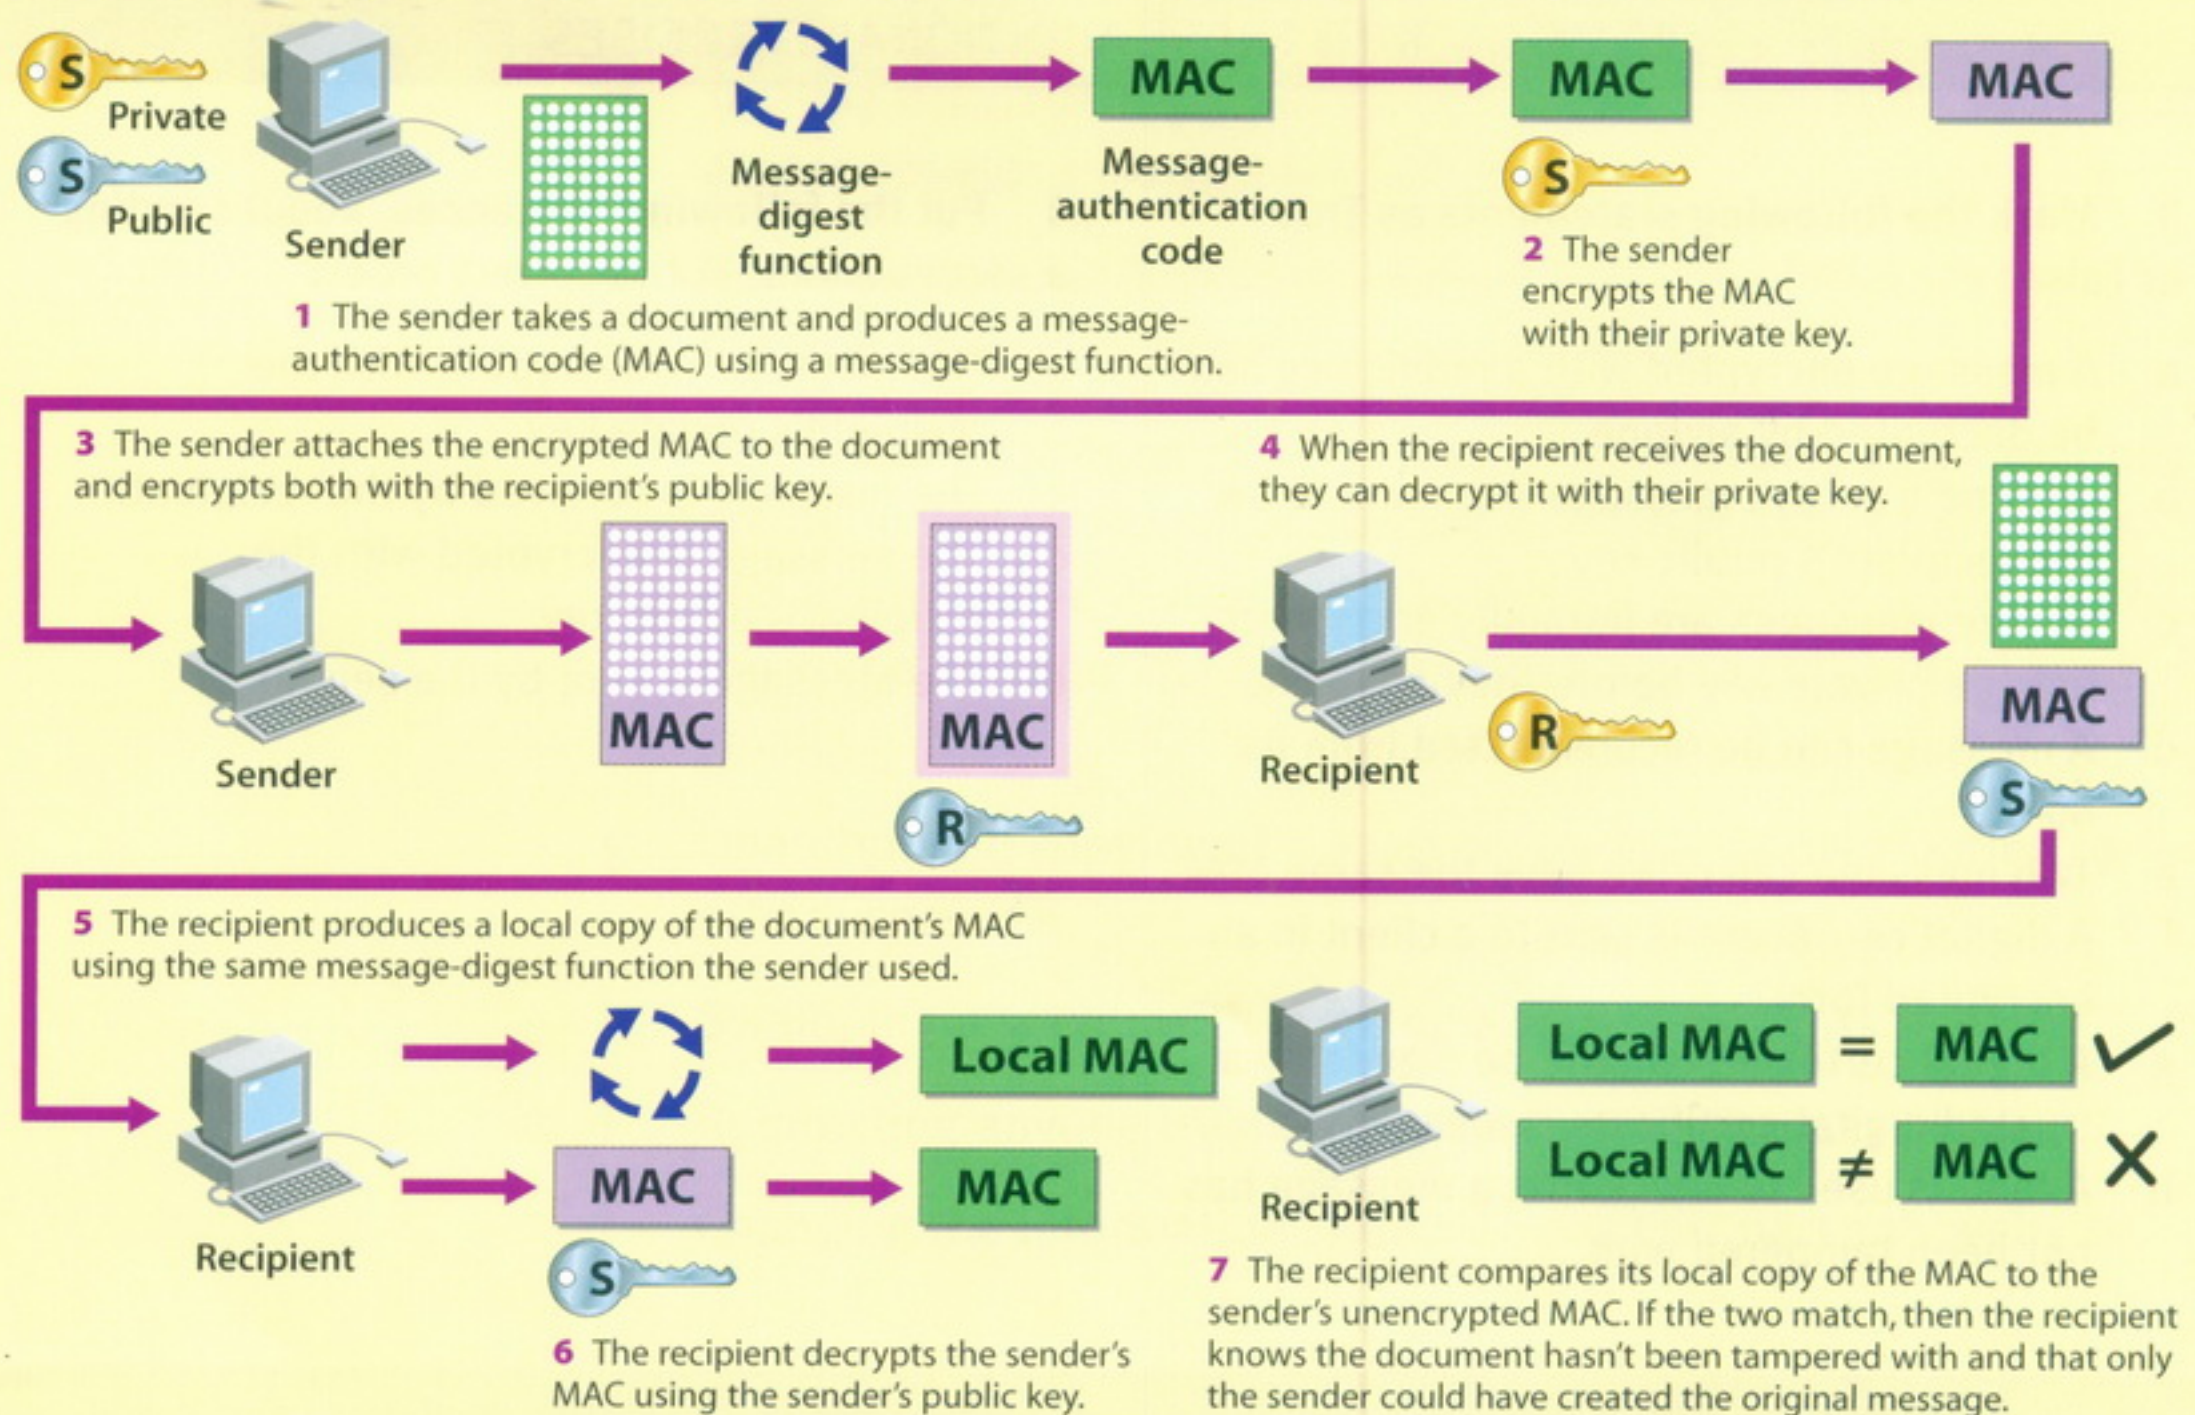 S
Private
S
Public
Sender
Message-
digest
function
MAC
Message-
authentication
code
MAC
S
MAC
1 The sender takes a document and produces a message-
authentication code (MAC) using a message-digest function.
2 The sender
encrypts the MAC
with their private key.
3 The sender attaches the encrypted MAC to the document
and encrypts both with the recipient's public key.
Sender
MAC
MAC
R
4 When the recipient receives the document,
they can decrypt it with their private key.
Recipient
R
MAC
S
5 The recipient produces a local copy of the document's MAC
using the same message-digest function the sender used.
Recipient
Local MAC
MAC
MAC
S
6 The recipient decrypts the sender's
MAC using the sender's public key.
Recipient
Local MAC = MAC
Local MAC ≠ MAC
7 The recipient compares its local copy of the MAC to the
sender's unencrypted MAC. If the two match, then the recipient
knows the document hasn't been tampered with and that only
the sender could have created the original message.